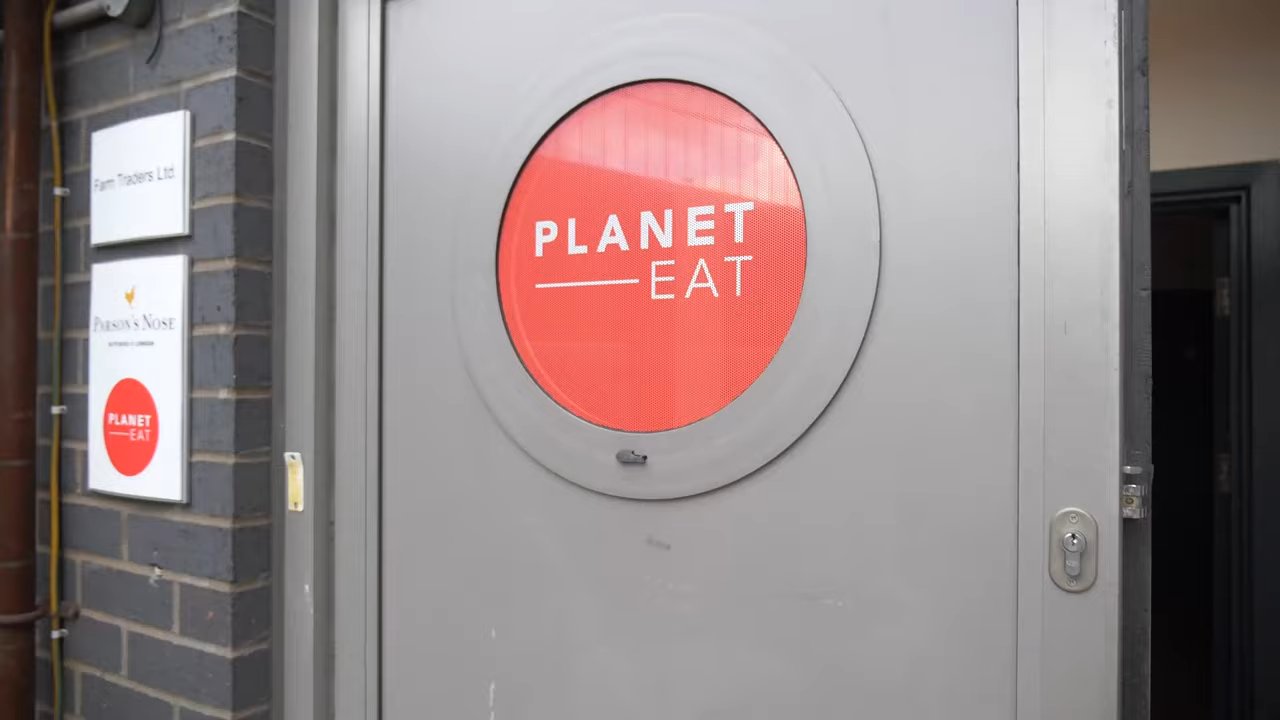 Farm Traders Ltd.
PARSON'S NOSE
PLANET
EAT
PLANET
EAT